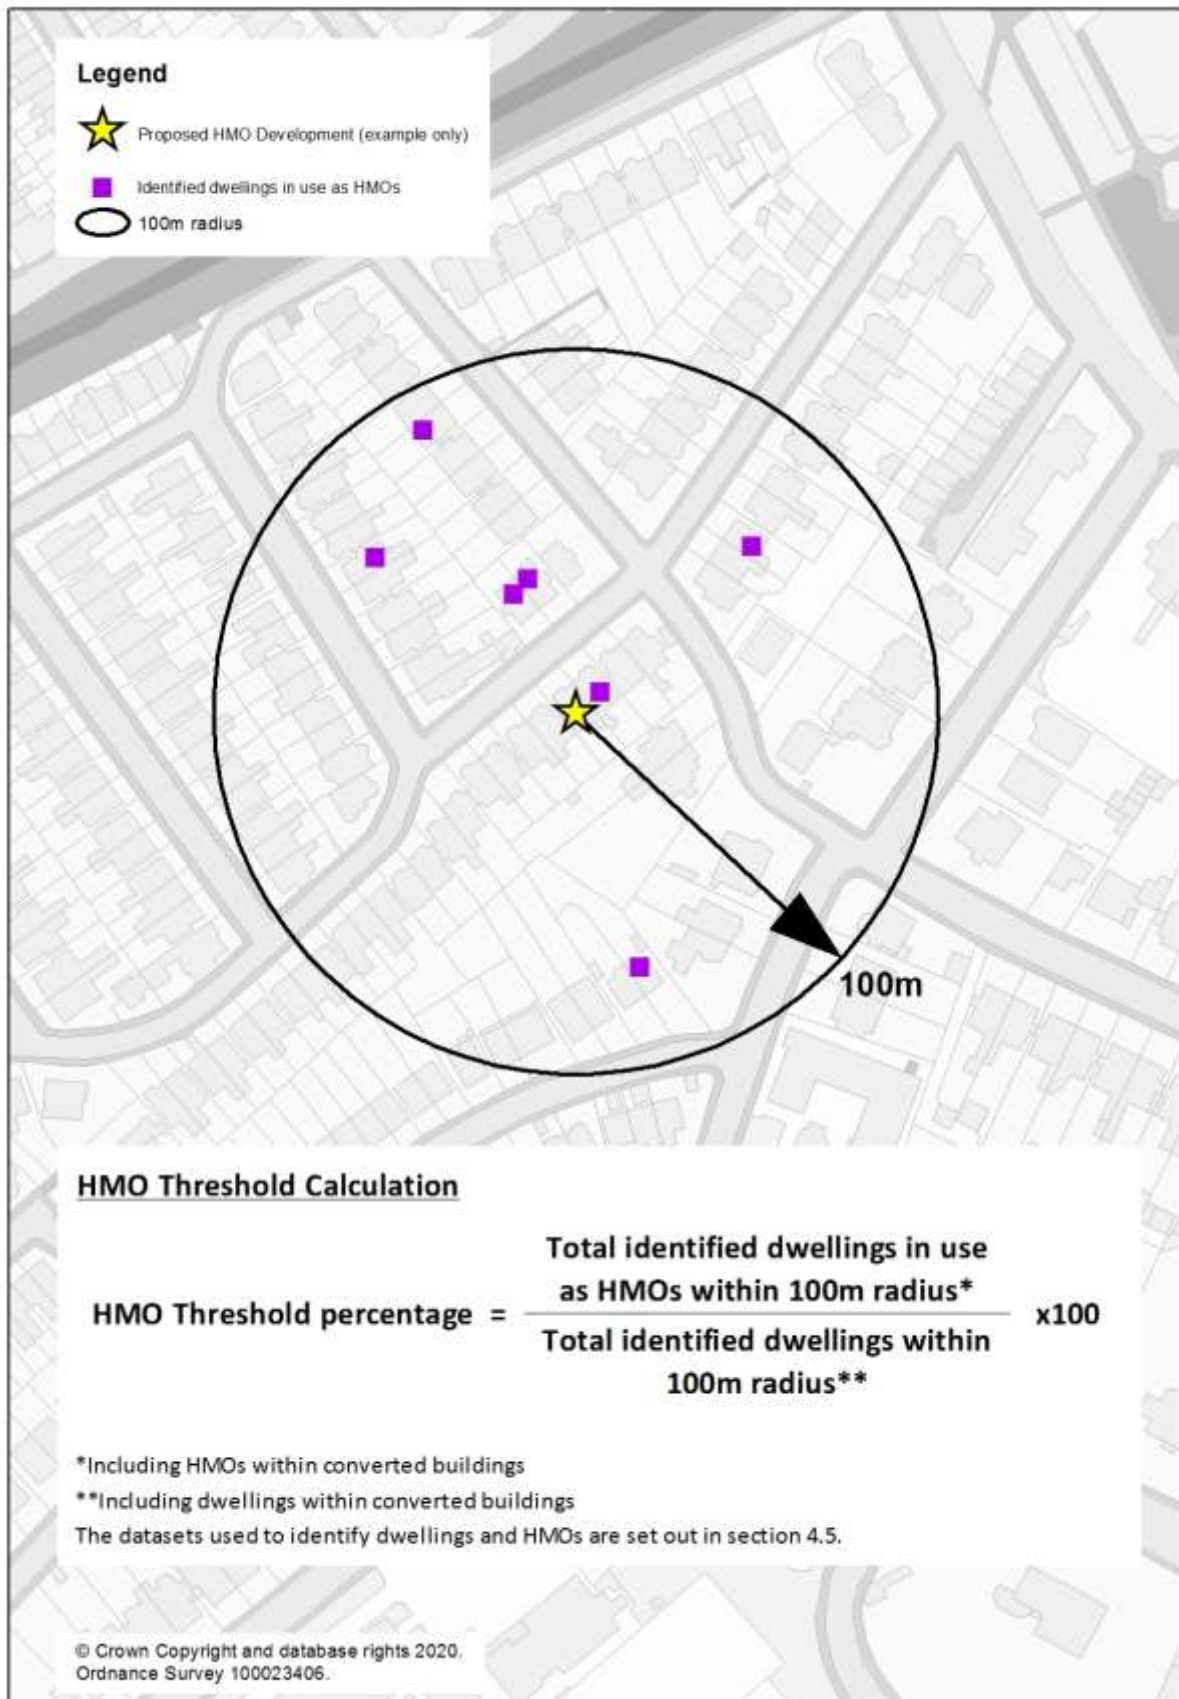 Legend
Proposed HMO Development (example only)
Identified dwellings in use as HMOs
100m radius
100m
HMO Threshold Calculation
Total identified dwellings in use
as HMOs within 100m radius*
HMO Threshold percentage =
x100
Total identified dwellings within
100m radius**
*Including HMOs within converted buildings
**Including dwellings within converted buildings
The datasets used to identify dwellings and HMOs are set out in section 4.5.
© Crown Copyright and database rights 2020.
Ordnance Survey 100023406.